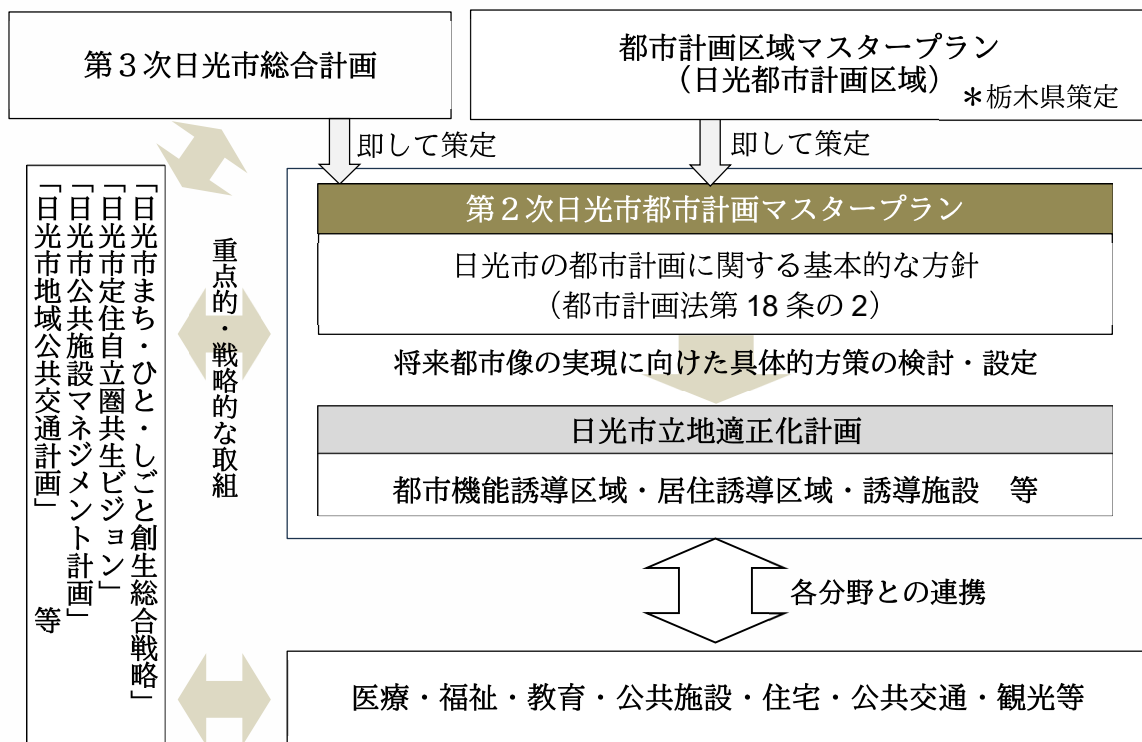 第３次日光市総合計画
都市計画区域マスタープラン
（日光都市計画区域）
＊栃木県策定
即して策定
即して策定
「日光市まち・ひと・しごと創生総合戦略」
「日光市定住自立圏共生ビジョン」
「日光市公共施設マネジメント計画」
「日光市地域公共交通計画」　等
重点的・戦略的な取組
第２次日光市都市計画マスタープラン
日光市の都市計画に関する基本的な方針
（都市計画法第 18 条の 2）
将来都市像の実現に向けた具体的方策の検討・設定
日光市立地適正化計画
都市機能誘導区域・居住誘導区域・誘導施設　等
各分野との連携
医療・福祉・教育・公共施設・住宅・公共交通・観光等